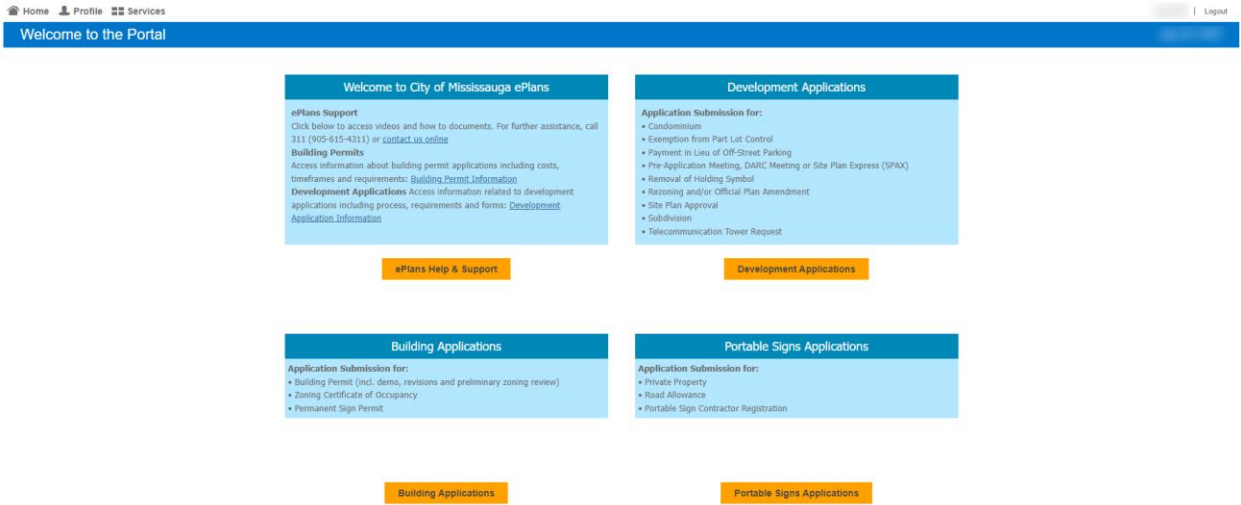 Home Profile Services
| Logout
Welcome to the Portal
Welcome to City of Mississauga ePlans
ePlans Support
Click below to access videos and how to documents. For further assistance, call
311 (905-615-4311) or contact us online
Building Permits
Access information about building permit applications including costs,
timeframes and requirements: Building Permit Information
Development Applications Access information related to development
applications including process, requirements and forms: Development
Application Information
ePlans Help & Support
Development Applications
Application Submission for:
• Condominium
• Exemption from Part Lot Control
• Payment in Lieu of Off-Street Parking
• Pre-Application Meeting, DARC Meeting or Site Plan Express (SPAX)
• Removal of Holding Symbol
• Rezoning and/or Official Plan Amendment
• Site Plan Approval
• Subdivision
• Telecommunication Tower Request
Development Applications
Building Applications
Application Submission for:
• Building Permit (incl. demo, revisions and preliminary zoning review)
• Zoning Certificate of Occupancy
• Permanent Sign Permit
Building Applications
Portable Signs Applications
Application Submission for:
• Private Property
• Road Allowance
• Portable Sign Contractor Registration
Portable Signs Applications